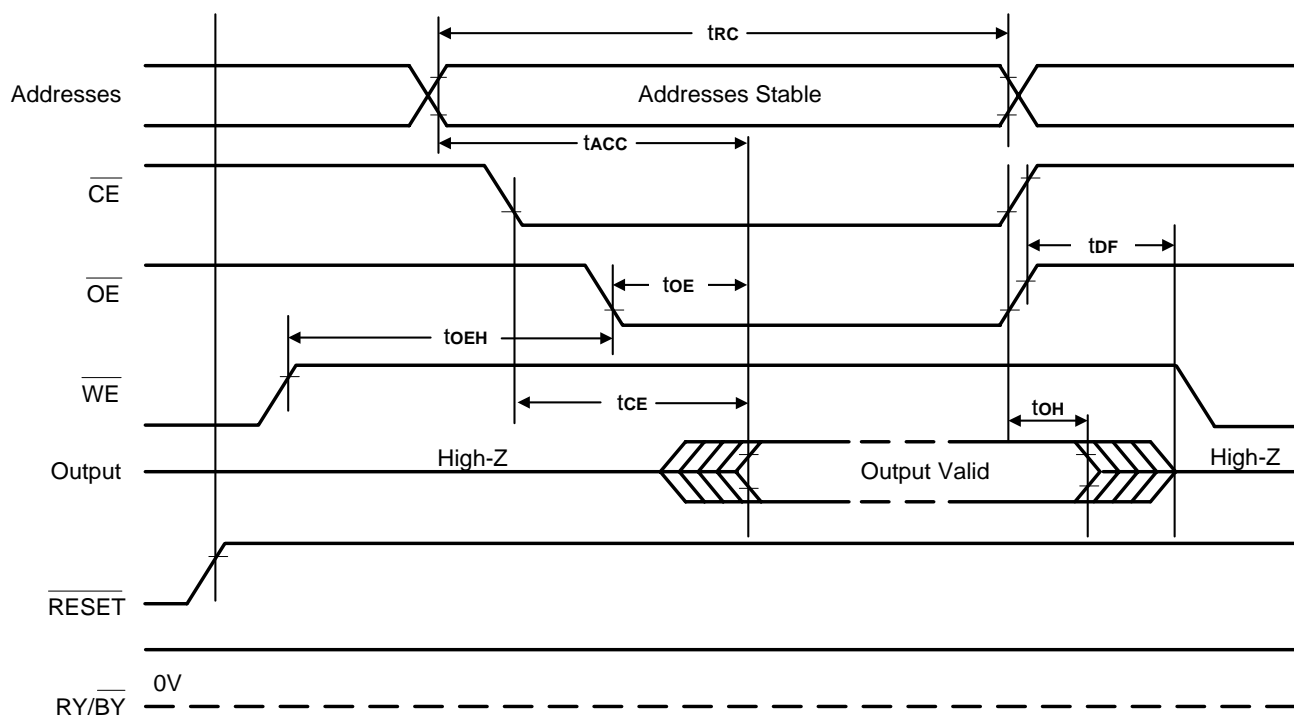 tRC
Addresses
Addresses Stable
tACC
CE
tDF
OE
tOE
tOEH
WE
tCE
tOH
Output
High-Z
Output Valid
High-Z
RESET
0V
RY/BY